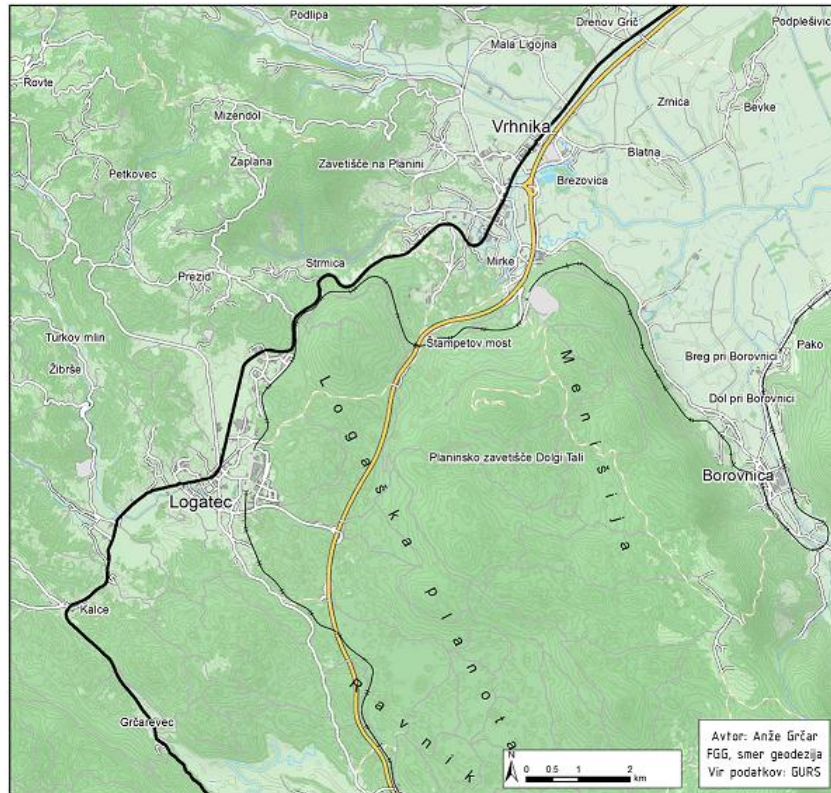 Podlipa
Drenov Grič
Podplešivic
Mala Ligojna
Rovte
Zrnica
Bevke
Mizendol
Vrhnika
Blatna
Zaplana
Zavetišče na Planini
Petkovec
Brezovica
Strmica
Mirke
Prezid
Turkov mlin
Štampetov most
Pako
Breg pri Borovnici
Žibrše
Dol pri Borovnici
Menišija
Logaška planota
Planinsko zavetišče Dolgi Tali
Borovnica
Logatec
Kalce
Ravnik
Grčarevec
N
0 0.5 1 2
km
Avtor: Anže Grčar
FGG, smer geodezija
Vir podatkov: GURS